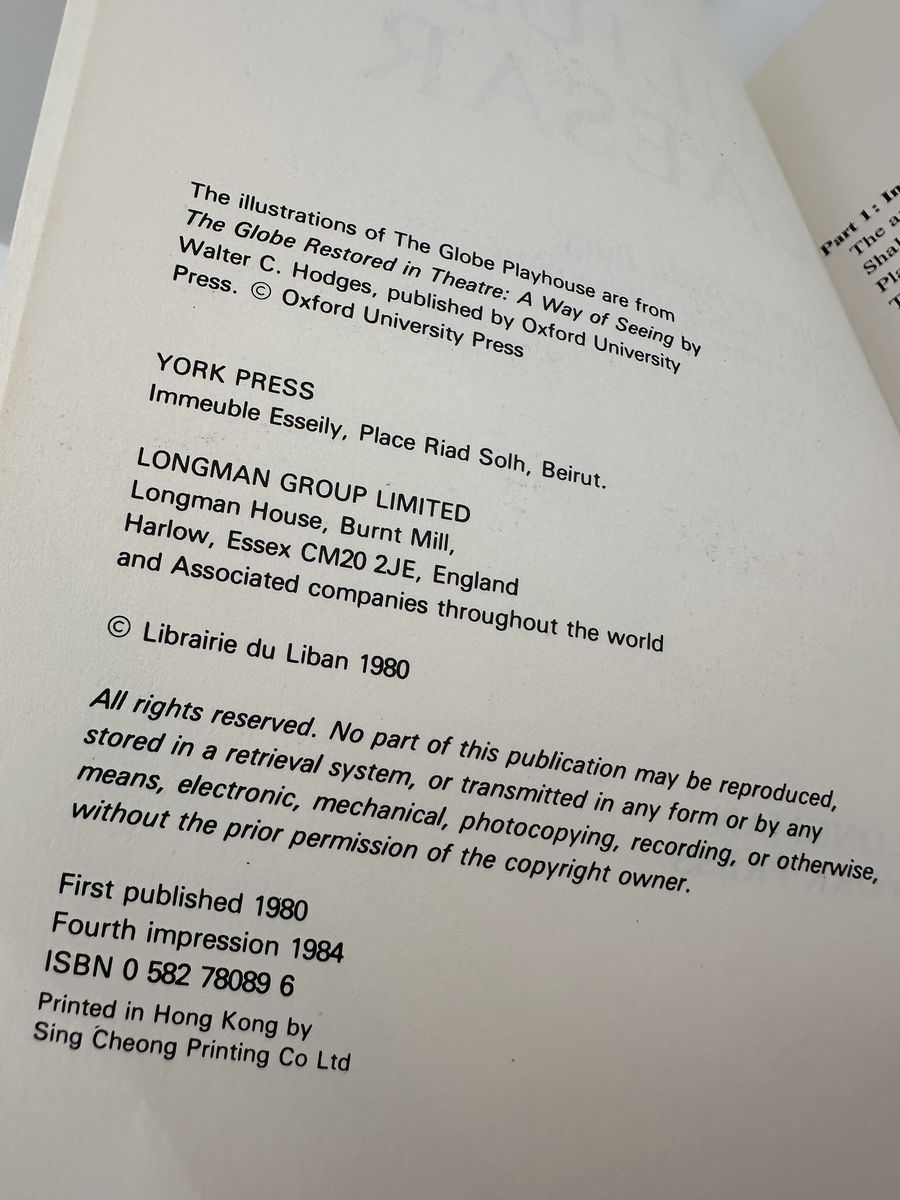 The illustrations of The Globe Playhouse are from
The Globe Restored in Theatre: A Way of Seeing by
Walter C. Hodges, published by Oxford University
Press. © Oxford University Press
YORK PRESS
Immeuble Esseily, Place Riad Solh, Beirut.
LONGMAN GROUP LIMITED
Longman House, Burnt Mill,
Harlow, Essex CM20 2JE, England
and Associated companies throughout the world
© Librairie du Liban 1980
All rights reserved. No part of this publication may be reproduced,
stored in a retrieval system, or transmitted in any form or by any
means, electronic, mechanical, photocopying, recording, or otherwise,
without the prior permission of the copyright owner.
First published 1980
Fourth impression 1984
ISBN 0 582 78089 6
Printed in Hong Kong by
Sing Cheong Printing Co Ltd
Part 1:
The